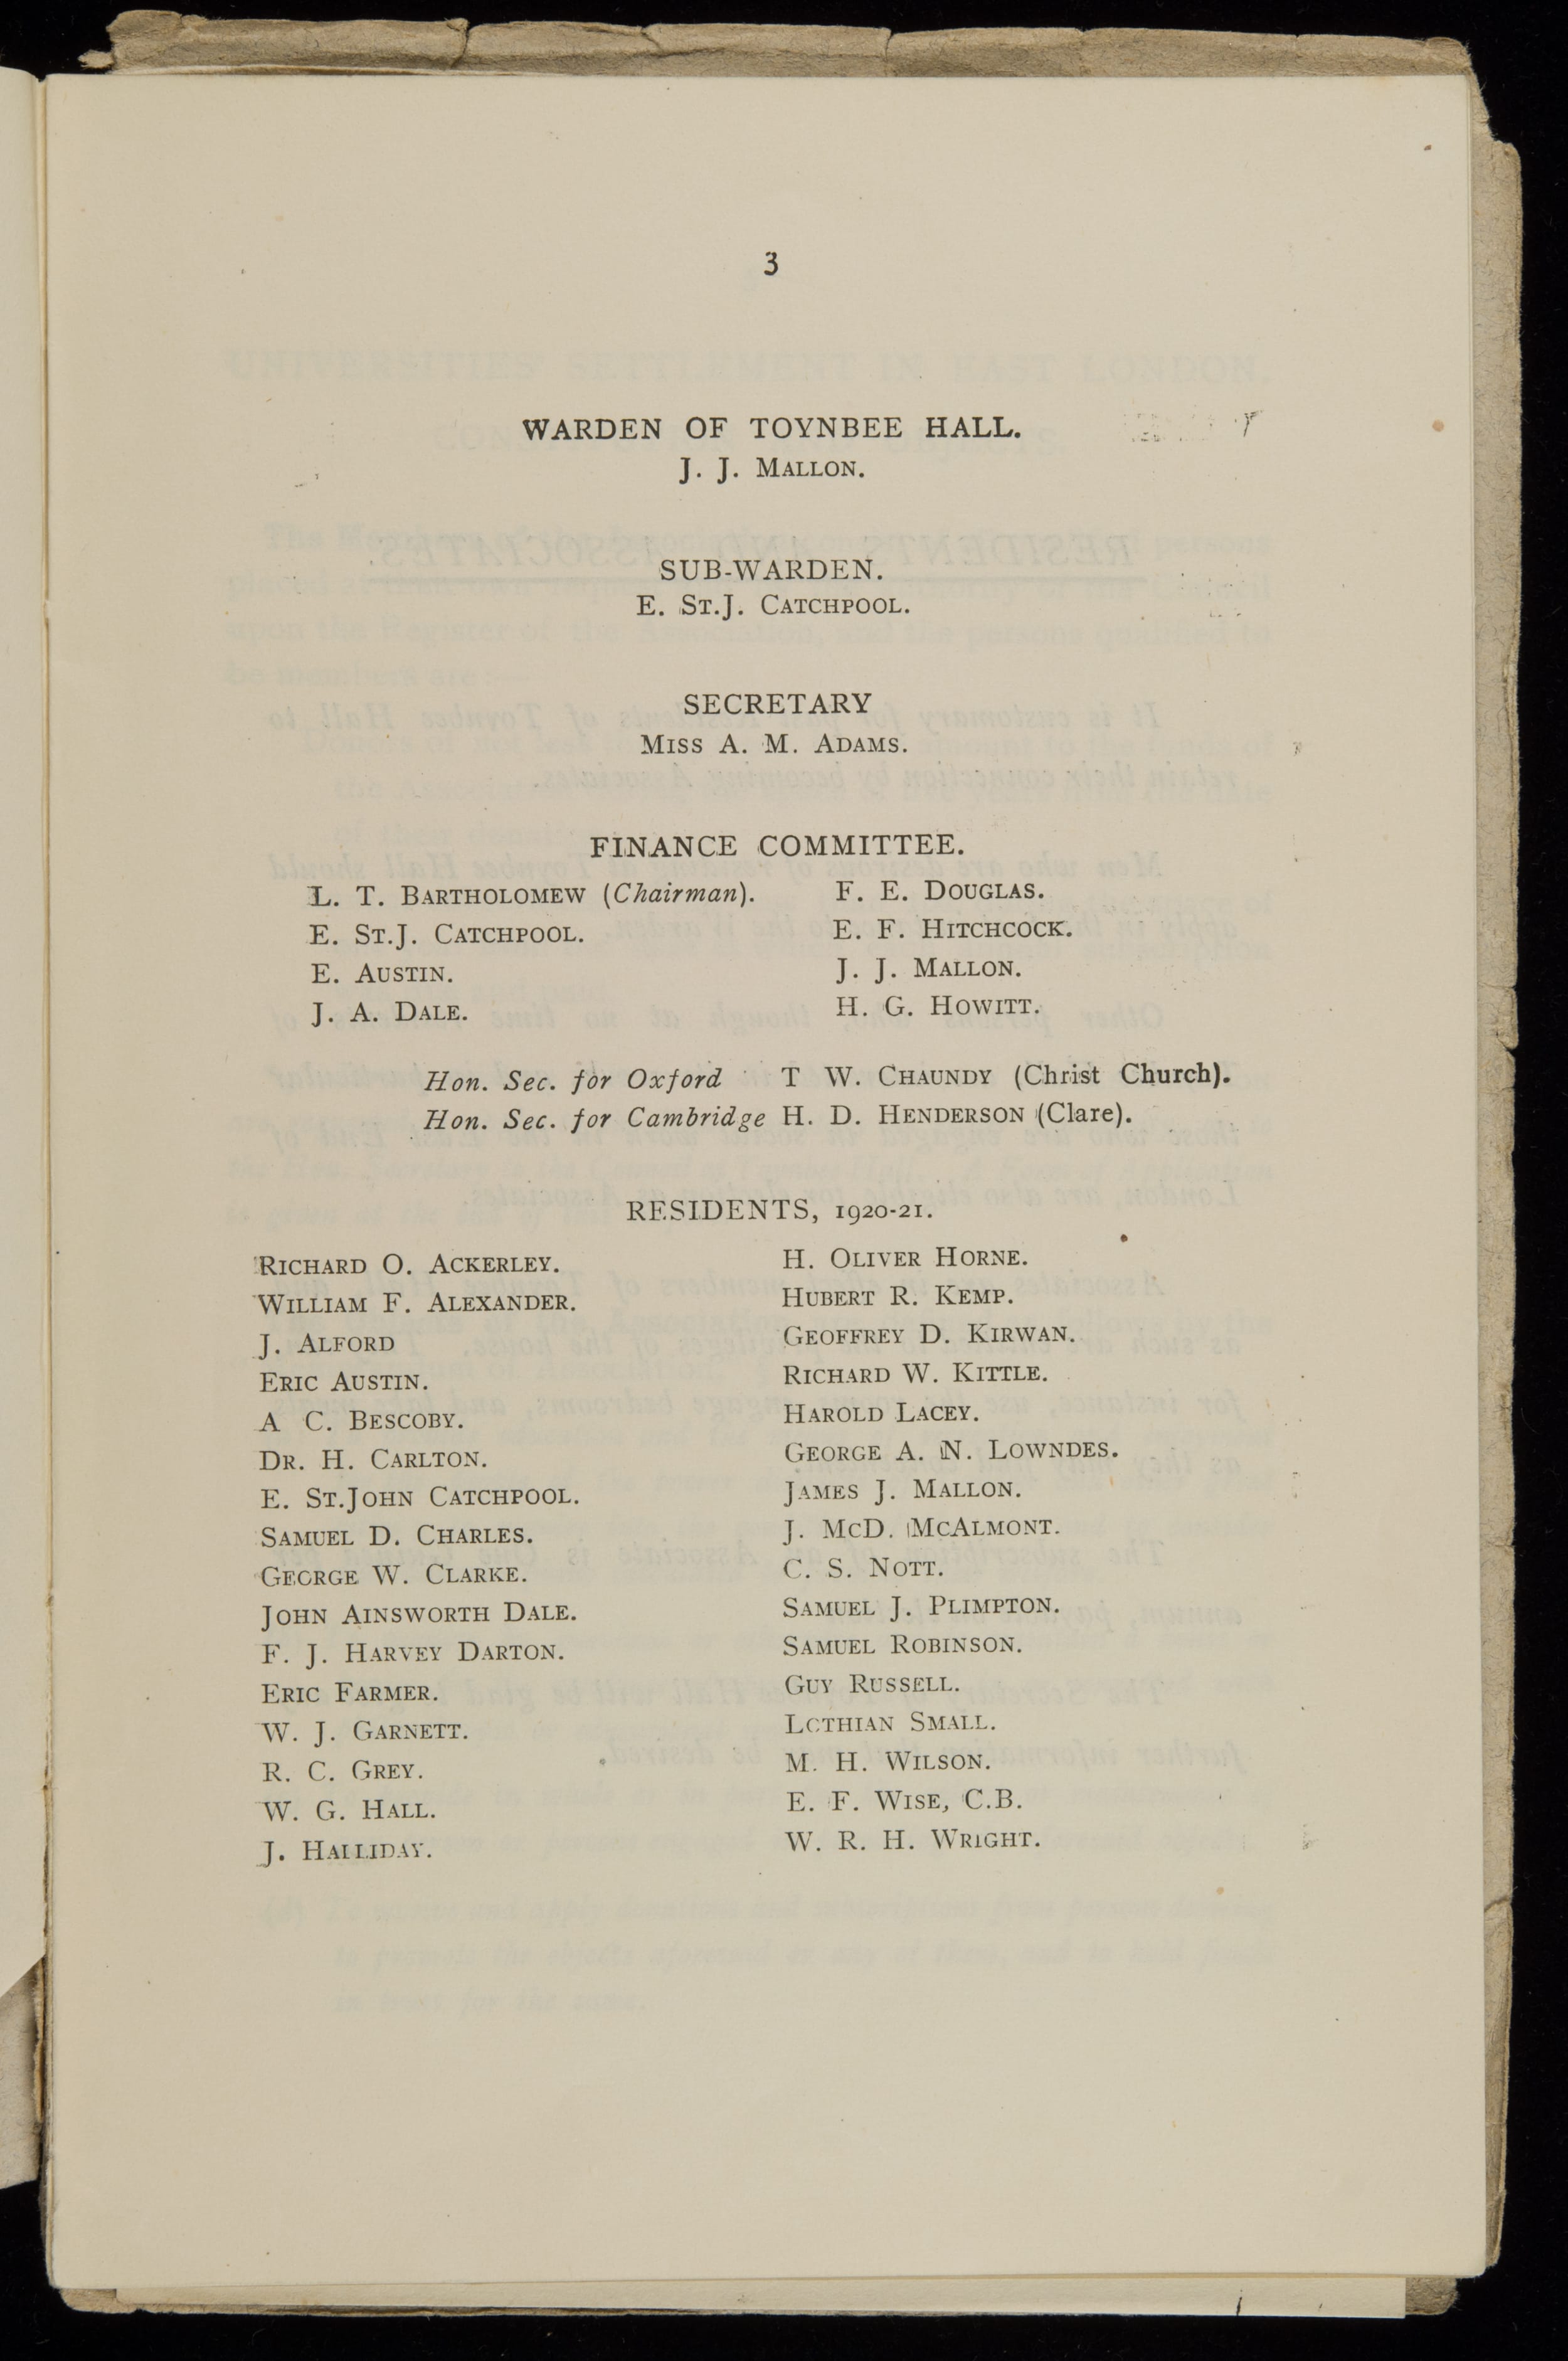 3
WARDEN OF TOYNBEE HALL.
J. J. MALLON.
SUB-WARDEN.
E. ST.J. CATCHPOOL.
SECRETARY
MISS A. M. ADAMS.
FINANCE COMMITTEE.
L. T. BARTHOLOMEW (Chairman).
E. ST.J. CATCHPOOL.
E. AUSTIN.
J. A. DALE.
F. E. DOUGLAS.
E. F. HITCHCOCK.
J. J. MALLON.
H. G. HOWITT.
Hon. Sec. for Oxford T W. CHAUNDY (Christ Church).
Hon. Sec. for Cambridge H. D. HENDERSON (Clare).
RESIDENTS, 1920-21.
RICHARD O. ACKERLEY.
WILLIAM F. ALEXANDER.
J. ALFORD
ERIC AUSTIN.
A C. BESCOBY.
DR. H. CARLTON.
E. ST.JOHN CATCHPOOL.
SAMUEL D. CHARLES.
GEORGE W. CLARKE.
JOHN AINSWORTH DALE.
F. J. HARVEY DARTON.
ERIC FARMER.
W. J. GARNETT.
R. C. GREY.
W. G. HALL.
J. HALLIDAY.
H. OLIVER HORNE.
HUBERT R. KEMP.
GEOFFREY D. KIRWAN.
RICHARD W. KITTLE.
HAROLD LACEY.
GEORGE A. N. LOWNDES.
JAMES J. MALLON.
J. MCD. MCALMONT.
C. S. NOTT.
SAMUEL J. PLIMPTON.
SAMUEL ROBINSON.
GUY RUSSELL.
LOTHIAN SMALL.
M. H. WILSON.
E. F. WISE, C.B.
W. R. H. WRIGHT.